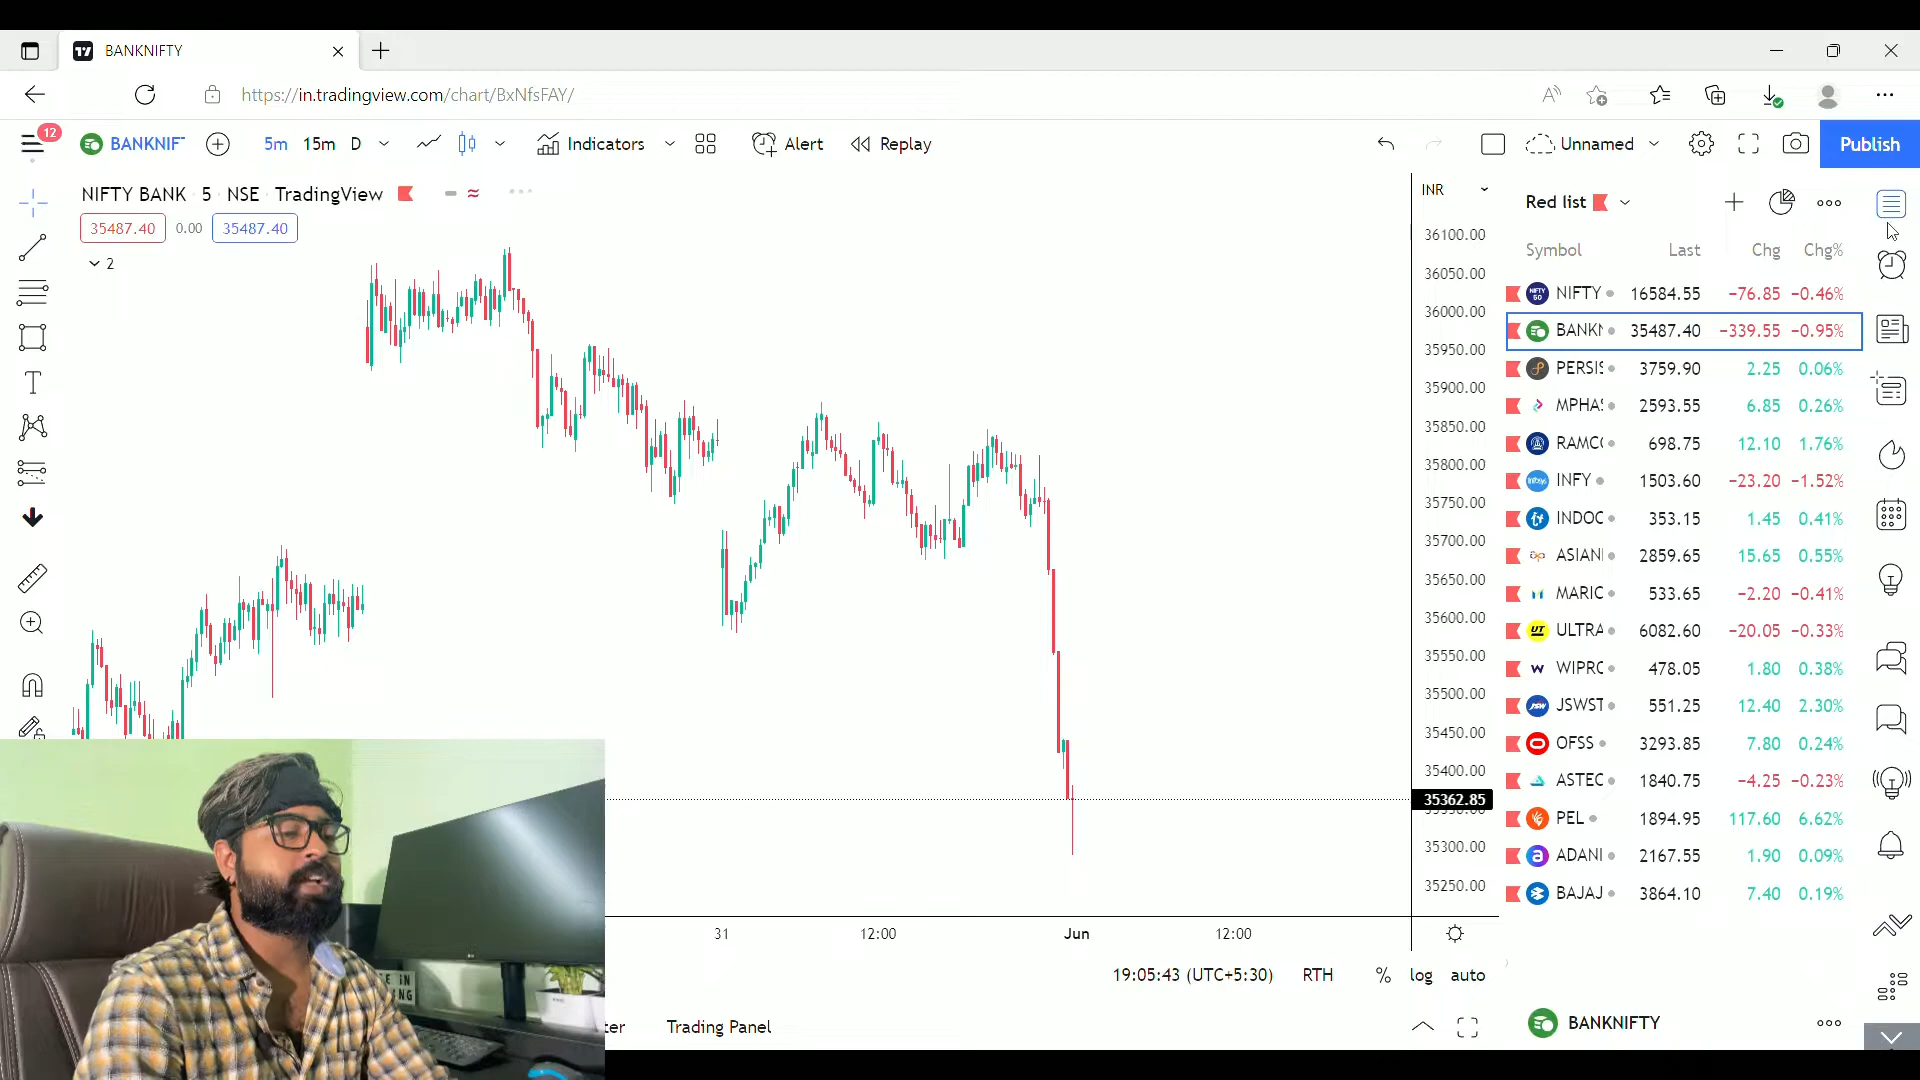 BANKNIFTY
https://in.tradingview.com/chart/BxNfsFAY/
12
BANKNIF
5m 15m D Indicators Alert Replay Unnamed Publish
NIFTY BANK 5 NSE TradingView
35487.40 0.00 35487.40
2
INR
36100.00
36050.00
36000.00
35950.00
35900.00
35850.00
35800.00
35750.00
35700.00
35650.00
35600.00
35550.00
35500.00
35450.00
35400.00
35362.85
35300.00
35250.00
31 12:00 Jun 12:00
19:05:43 (UTC+5:30) RTH % log auto
ter Trading Panel
Red list
Symbol Last Chg Chg%
NIFTY 16584.55 −76.85 −0.46%
BANKN 35487.40 −339.55 −0.95%
PERSIS 3759.90 2.25 0.06%
MPHAS 2593.55 6.85 0.26%
RAMCO 698.75 12.10 1.76%
INFY 1503.60 −23.20 −1.52%
INDOC 353.15 1.45 0.41%
ASIANI 2859.65 15.65 0.55%
MARIC 533.65 −2.20 −0.41%
ULTRA 6082.60 −20.05 −0.33%
WIPRC 478.05 1.80 0.38%
JSWST 551.25 12.40 2.30%
OFSS 3293.85 7.80 0.24%
ASTEC 1840.75 −4.25 −0.23%
PEL 1894.95 117.60 6.62%
ADANI 2167.55 1.90 0.09%
BAJAJ 3864.10 7.40 0.19%
BANKNIFTY